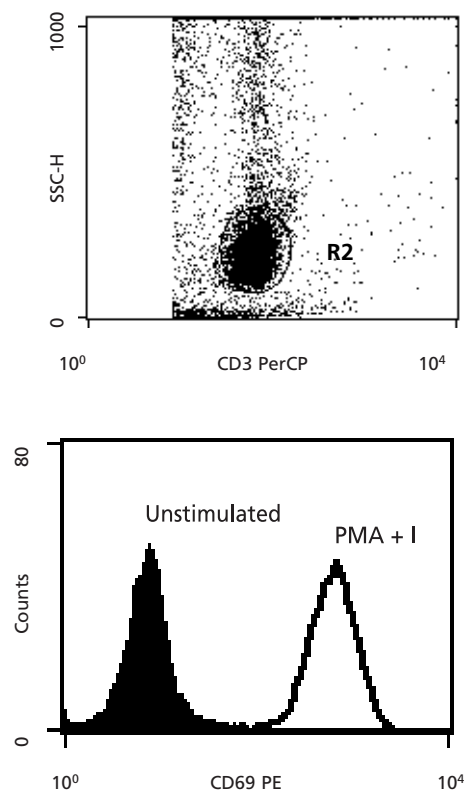 1000
SSC-H
0
R2
10⁰ CD3 PerCP 10⁴
80
Counts
0
Unstimulated
PMA + I
10⁰ CD69 PE 10⁴